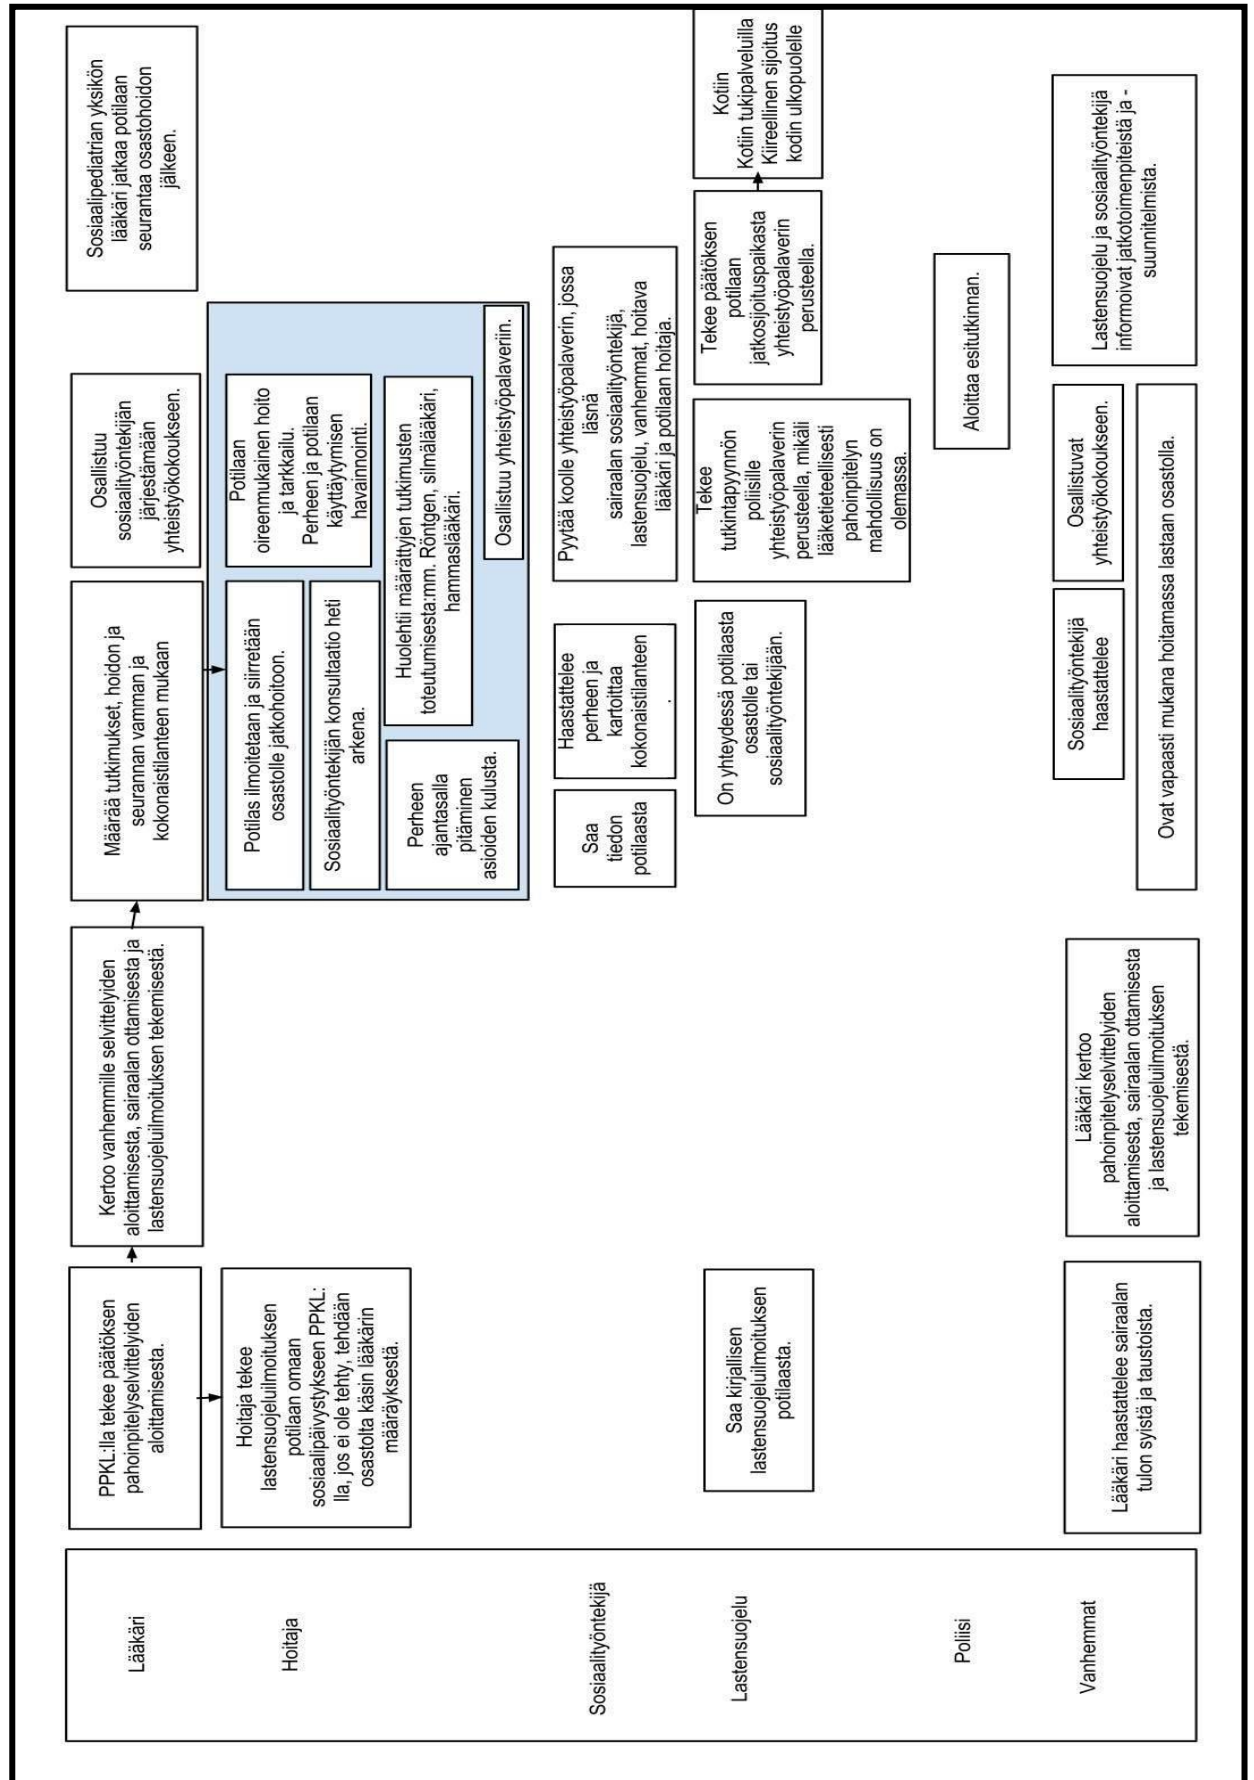 Lääkäri
PPKL:lla tekee päätöksen
pahoinpitelyselvittelyiden
aloittamisesta.
Kertoo vanhemmille selvittelyiden
aloittamisesta, sairaalan ottamisesta ja
lastensuojeluilmoituksen tekemisestä.
Määrää tutkimukset, hoidon ja
seurannan vamman ja
kokonaistilanteen mukaan
Osallistuu
sosiaalityöntekijän
järjestämään
yhteistyökokoukseen.
Sosiaalipediatrian yksikön
lääkäri jatkaa potilaan
seurantaa osastohoidon
jälkeen.
Hoitaja
Hoitaja tekee
lastensuojeluilmoituksen
potilaan omaan
sosiaalipäivystykseen PPKL:
lla, jos ei ole tehty, tehdään
osastolta käsin lääkärin
määräyksestä.
Potilas ilmoitetaan ja siirretään
osastolle jatkohoitoon.
Sosiaalityöntekijän konsultaatio heti
arkena.
Perheen
ajantasalla
pitäminen
asioiden kulusta.
Potilaan
oireenmukainen hoito
ja tarkkailu.
Perheen ja potilaan
käyttäytymisen
havainnointi.
Huolehtii määrättyjen tutkimusten
toteutumisesta:mm. Röntgen, silmälääkäri,
hammaslääkäri.
Osallistuu yhteistyöpalaveriin.
Sosiaalityöntekijä
Saa
tiedon
potilaasta
Haastattelee
perheen ja
kartoittaa
kokonaistilanteen
.
Pyytää koolle yhteistyöpalaverin, jossa
läsnä
sairaalan sosiaalityöntekijä,
lastensuojelu, vanhemmat, hoitava
lääkäri ja potilaan hoitaja.
Lastensuojelu
Saa kirjallisen
lastensuojeluilmoituksen
potilaasta.
On yhteydessä potilaasta
osastolle tai
sosiaalityöntekijään.
Tekee
tutkintapyynnön
poliisille
yhteistyöpalaverin
perusteella, mikäli
lääketieteellisesti
pahoinpitelyn
mahdollisuus on
olemassa.
Tekee päätöksen
potilaan
jatkosijoituspaikasta
yhteistyöpalaverin
perusteella.
Kotiin
Kotiin tukipalveluilla
Kiireellinen sijoitus
kodin ulkopuolelle
Poliisi
Aloittaa esitutkinnan.
Vanhemmat
Lääkäri haastattelee sairaalan
tulon syistä ja taustoista.
Lääkäri kertoo
pahoinpitelyselvittelyiden
aloittamisesta, sairaalan ottamisesta
ja lastensuojeluilmoituksen
tekemisestä.
Sosiaalityöntekijä
haastattelee
Osallistuvat
yhteistyökokoukseen.
Ovat vapaasti mukana hoitamassa lastaan osastolla.
Lastensuojelu ja sosiaalityöntekijä
informoivat jatkotoimenpiteistä ja -
suunnitelmista.